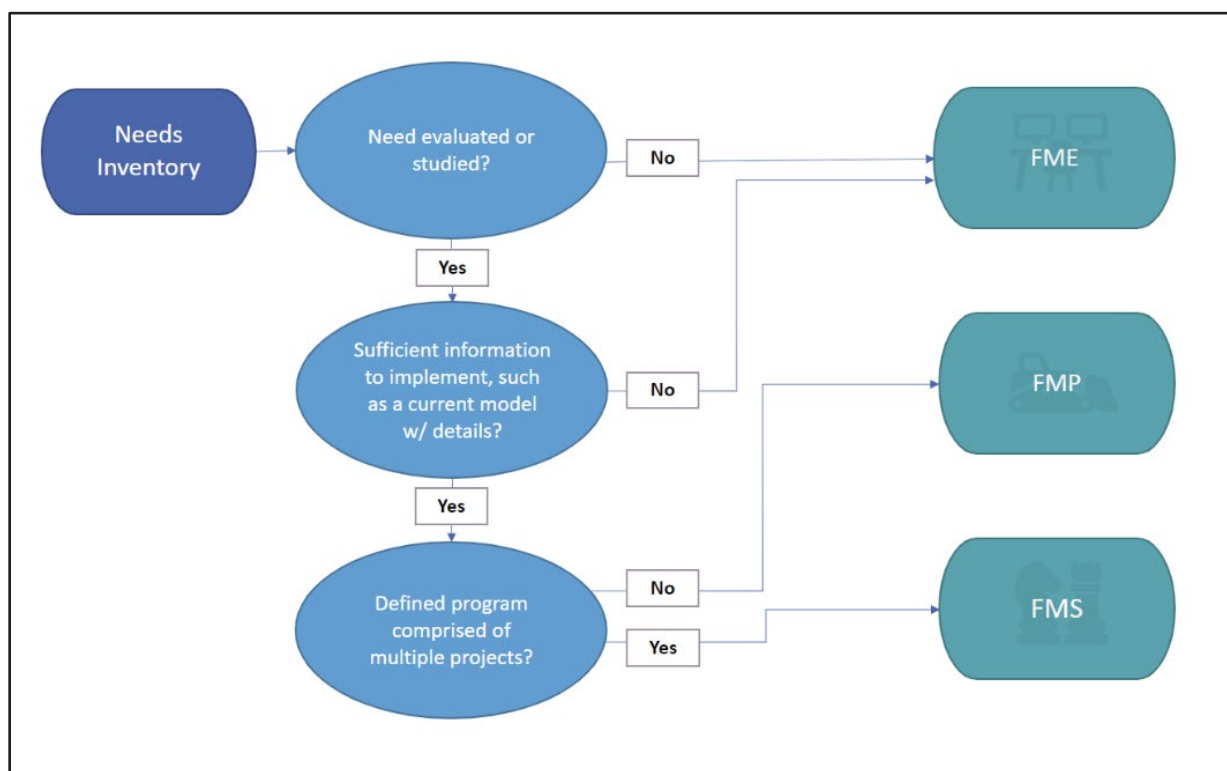 Needs
Inventory
Need evaluated or
studied?
No
FME
Yes
Sufficient information
to implement, such
as a current model
w/ details?
No
FMP
Yes
Defined program
comprised of
multiple projects?
No
Yes
FMS